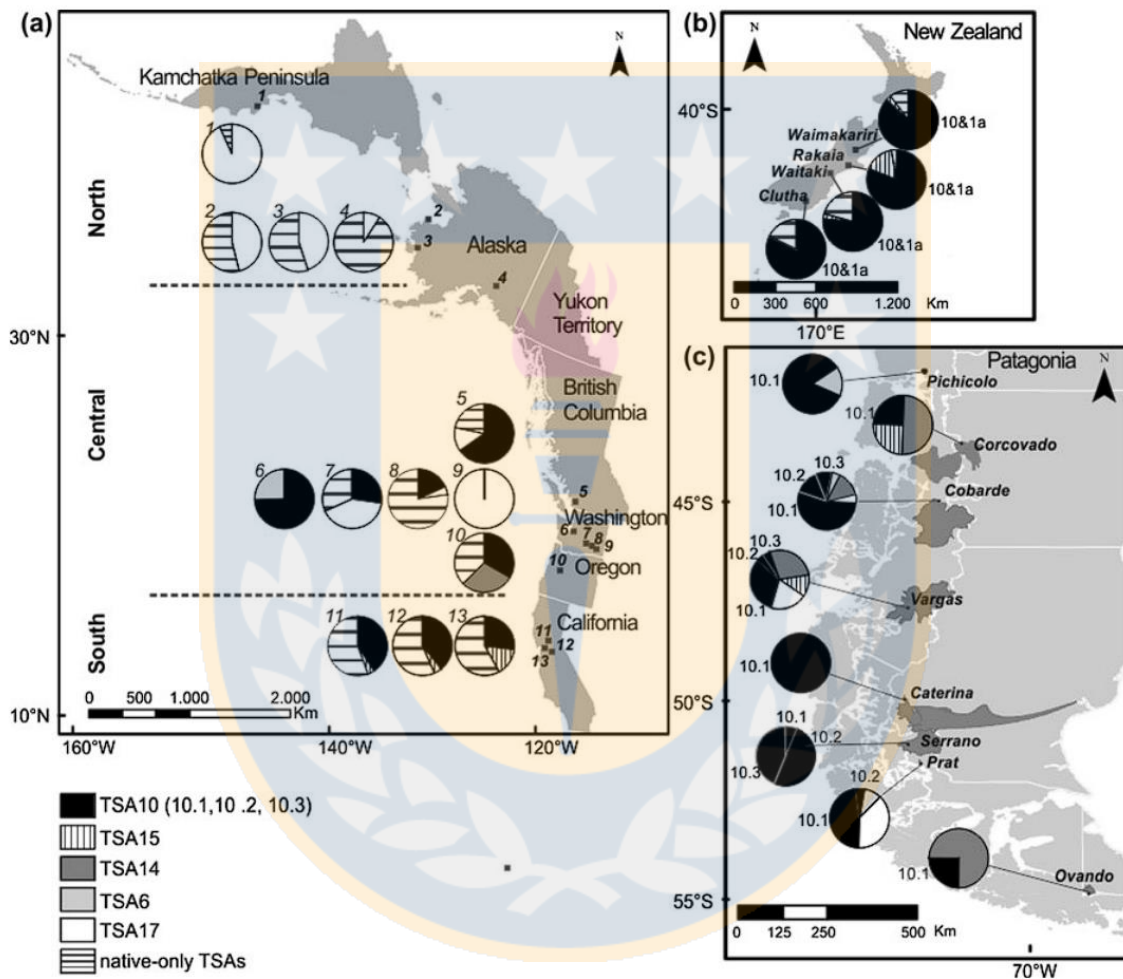 (a)
N
Kamchatka Peninsula
1
1
North
2 3 4
2
3
Alaska
4
Yukon
Territory
30°N
British
Columbia
Central
5
6 7 8 9
10
5
Washington
6 7 8 9
10
Oregon
South
11 12 13
California
11
12
13
0 500 1.000 2.000
Km
10°N
160°W 140°W 120°W
TSA10 (10.1,10 .2, 10.3)
TSA15
TSA14
TSA6
TSA17
native-only TSAs
(b)
N
New Zealand
40°S
Waimakariri
10&1a
Rakaia
10&1a
Waitaki
10&1a
Clutha
10&1a
0 300 600 1.200
Km
170°E
(c)
Patagonia
N
10.1
Pichicolo
10.1
Corcovado
10.2 10.3
Cobarde
45°S
10.1
10.3
10.2
Vargas
10.1
10.1
50°S
Caterina
10.1
10.2
Serrano
10.3
Prat
10.2
10.1
10.1
Ovando
55°S
0 125 250 500
Km
70°W